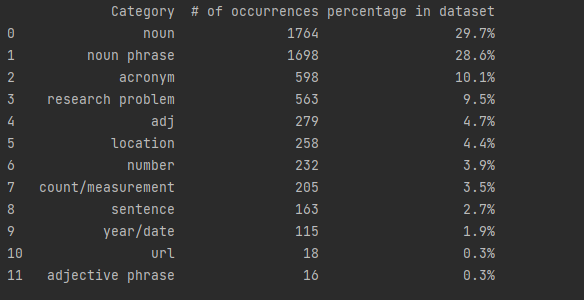 Category # of occurrences percentage in dataset
0 noun 1764 29.7%
1 noun phrase 1698 28.6%
2 acronym 598 10.1%
3 research problem 563 9.5%
4 adj 279 4.7%
5 location 258 4.4%
6 number 232 3.9%
7 count/measurement 205 3.5%
8 sentence 163 2.7%
9 year/date 115 1.9%
10 url 18 0.3%
11 adjective phrase 16 0.3%